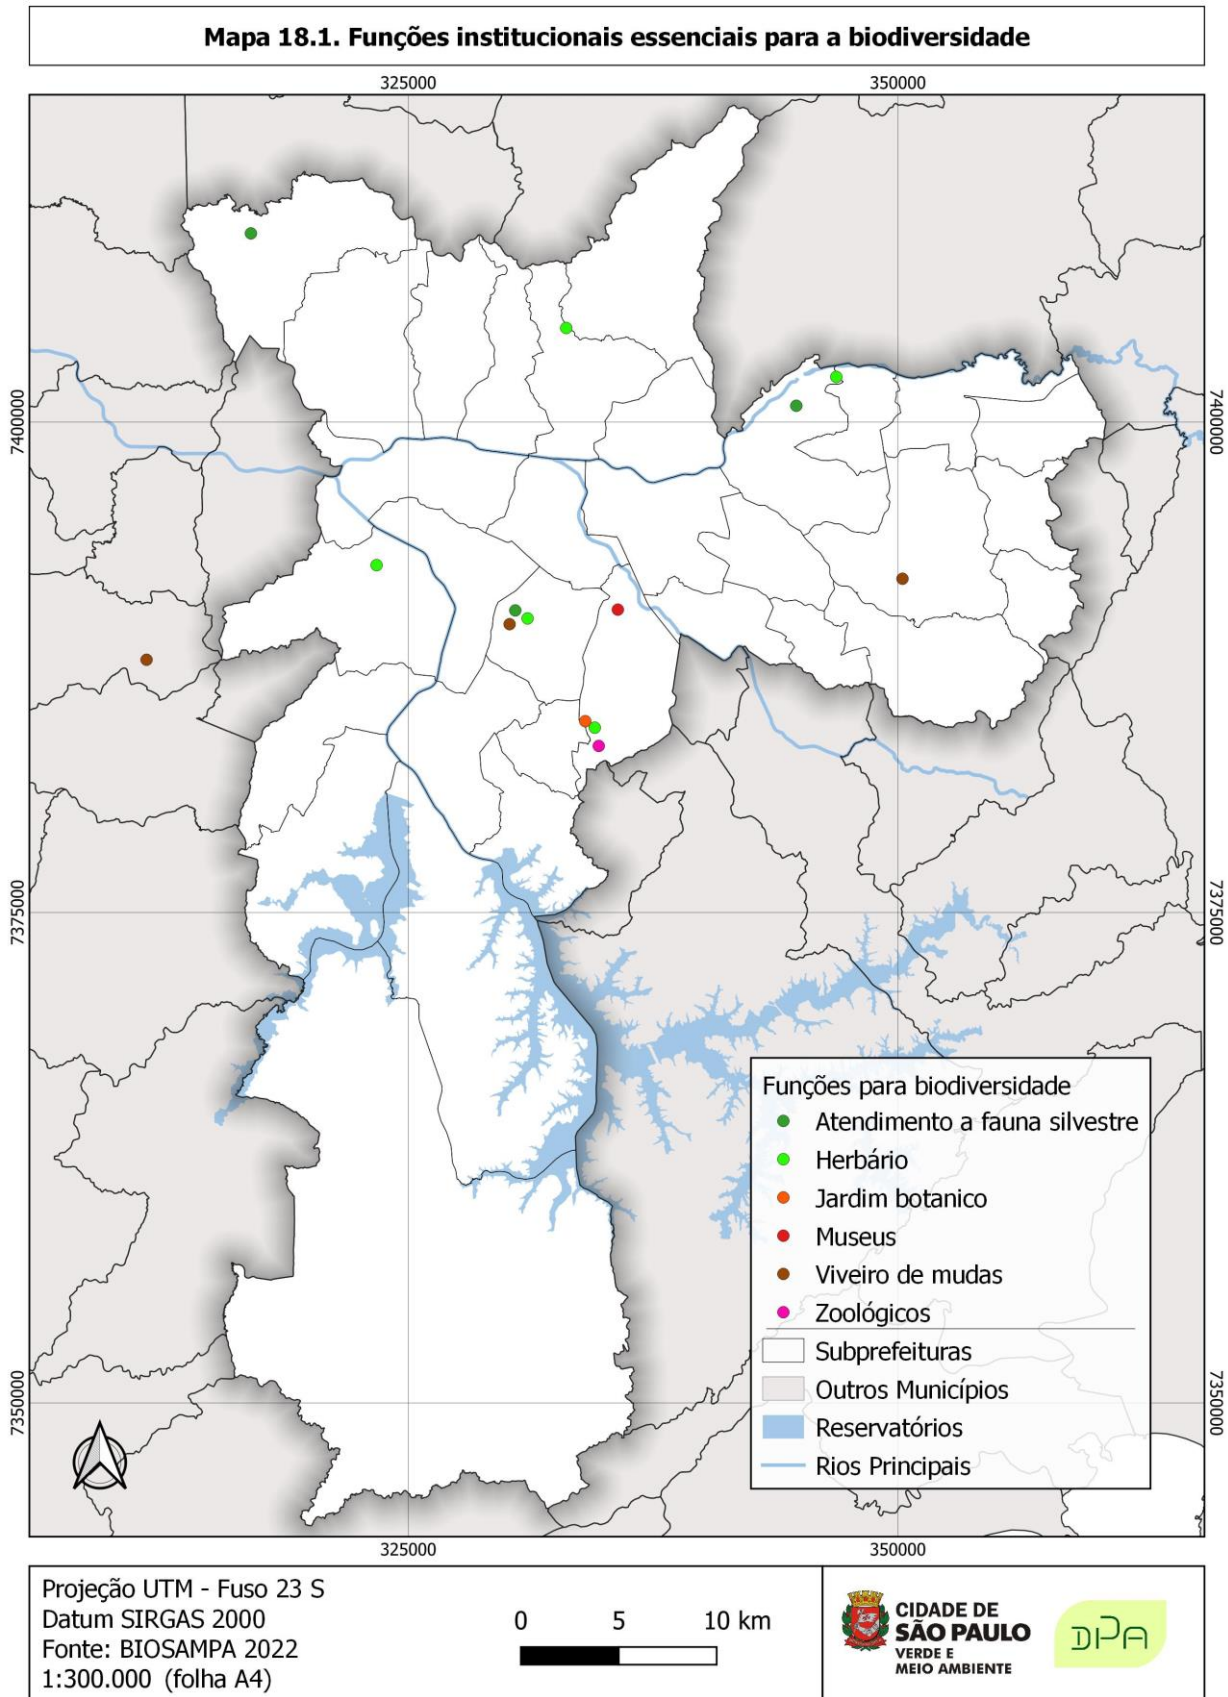 Mapa 18.1. Funções institucionais essenciais para a biodiversidade
325000
350000
7400000
7400000
7375000
7375000
7350000
7350000
Funções para biodiversidade
Atendimento a fauna silvestre
Herbário
Jardim botanico
Museus
Viveiro de mudas
Zoológicos
Subprefeituras
Outros Municípios
Reservatórios
Rios Principais
325000
350000
Projeção UTM - Fuso 23 S
Datum SIRGAS 2000
Fonte: BIOSAMPA 2022
1:300.000 (folha A4)
0 5 10 km
CIDADE DE
SÃO PAULO
VERDE E
MEIO AMBIENTE
DPA